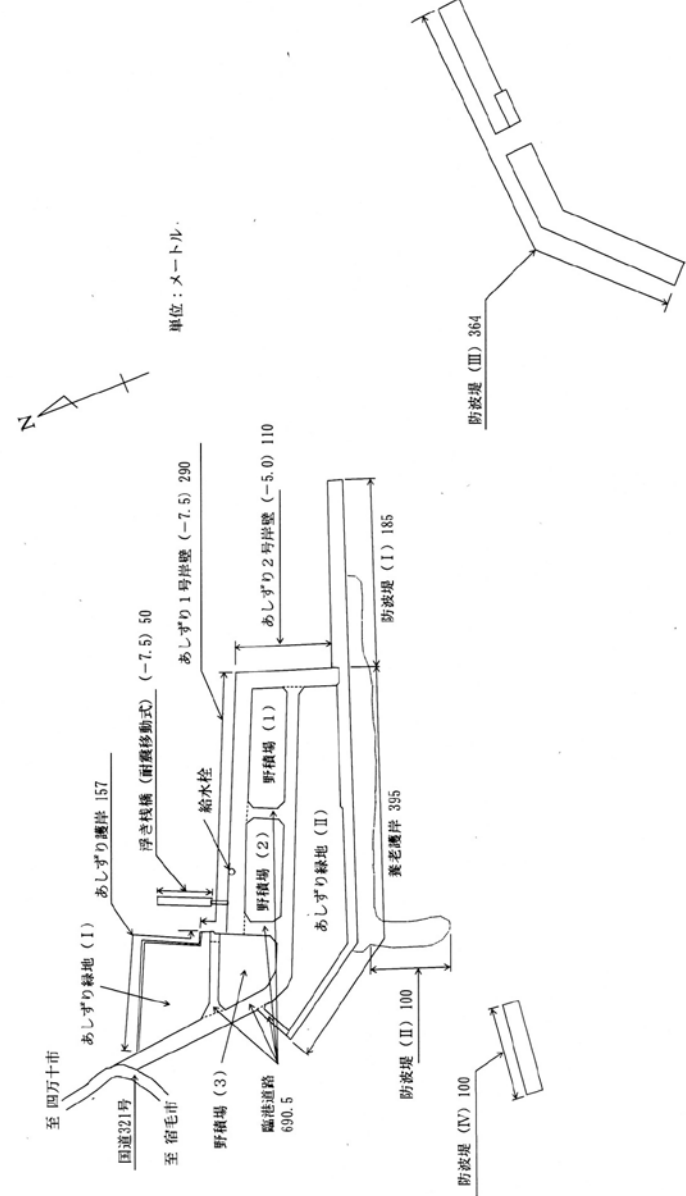 N
単位：メートル
至 四万十市
国道321号
至 宿毛市
あしずり緑地（Ⅰ）
あしずり護岸 157
浮き桟橋（耐震移動式）（−7.5）50
給水栓
あしずり1号岸壁（−7.5）290
あしずり2号岸壁（−5.0）110
野積場（3）
野積場（2）
野積場（1）
臨港道路
690.5
あしずり緑地（Ⅱ）
養老護岸 395
防波堤（Ⅰ）185
防波堤（Ⅱ）100
防波堤（Ⅲ）364
防波堤（Ⅳ）100